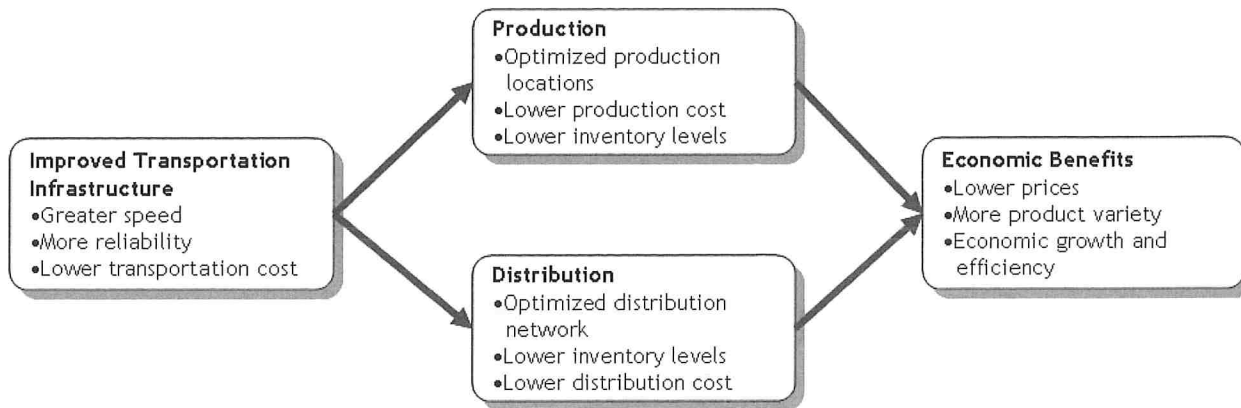 Improved Transportation
Infrastructure
•Greater speed
•More reliability
•Lower transportation cost
Production
•Optimized production
locations
•Lower production cost
•Lower inventory levels
Distribution
•Optimized distribution
network
•Lower inventory levels
•Lower distribution cost
Economic Benefits
•Lower prices
•More product variety
•Economic growth and
efficiency